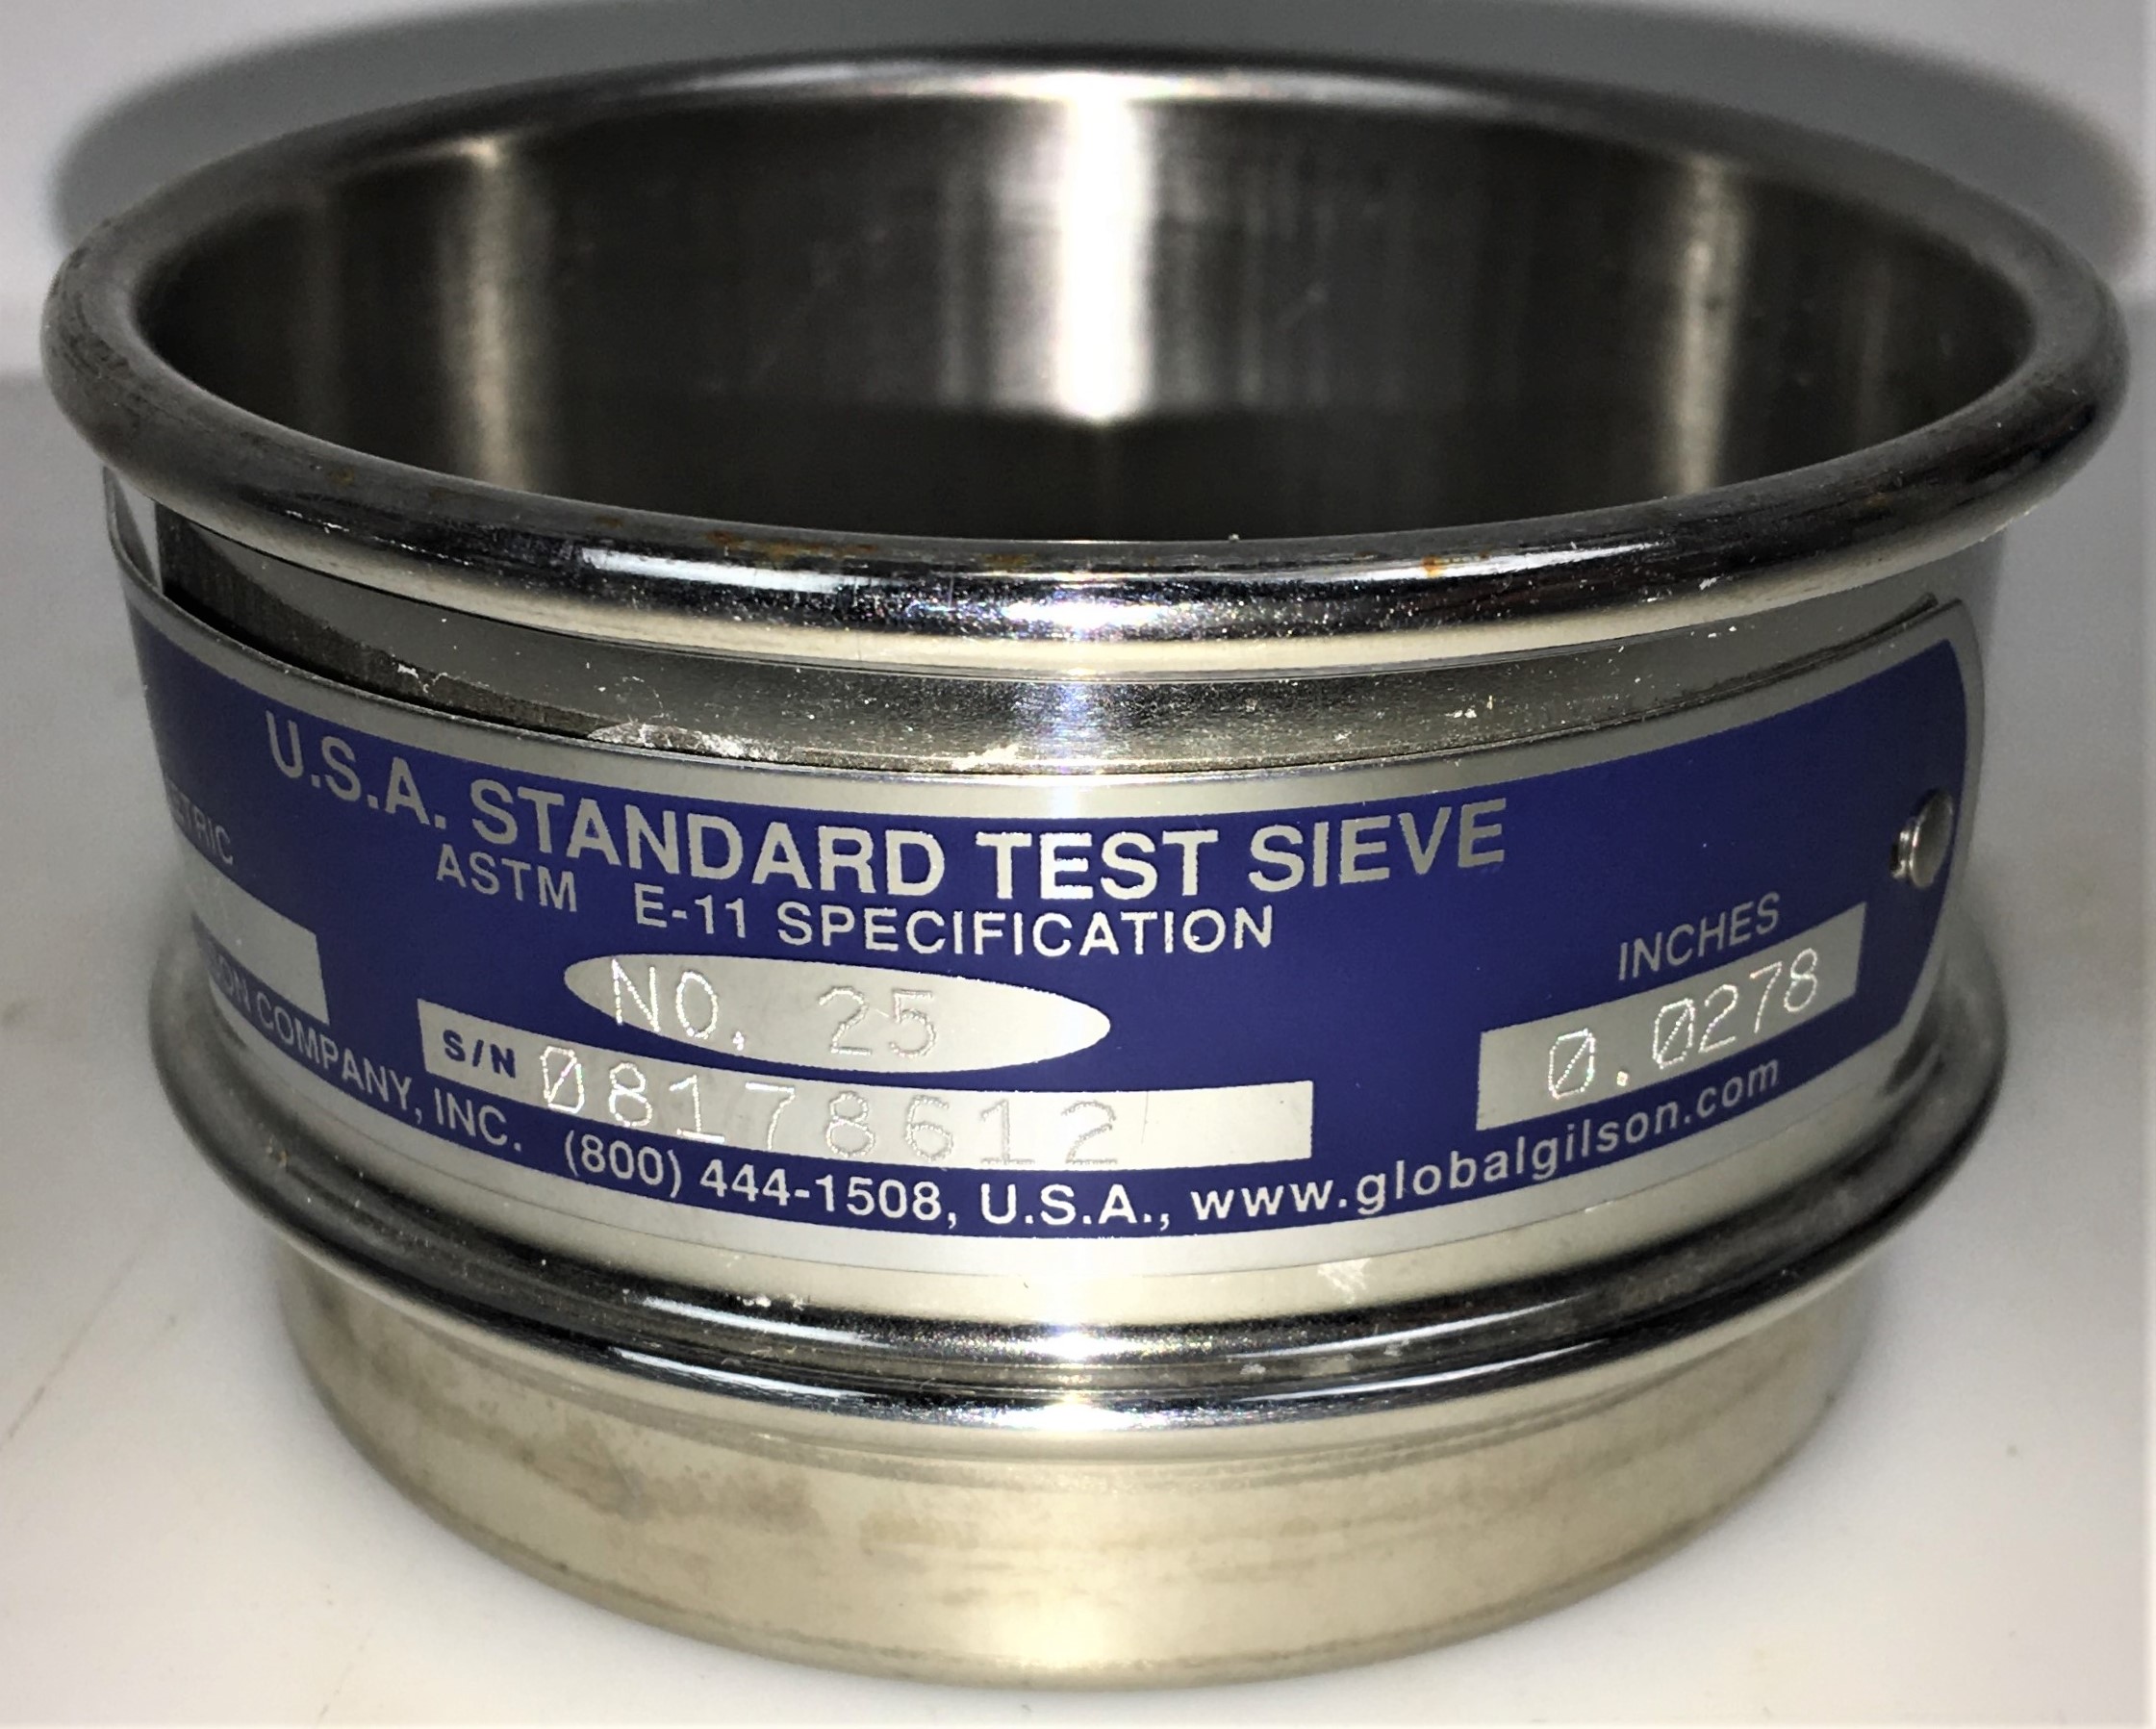 U.S.A. STANDARD TEST SIEVE
ASTM E-11 SPECIFICATION
NO. 25
INCHES
0.0278
S/N 08178612
COMPANY, INC. (800) 444-1508, U.S.A., www.globalgilson.com